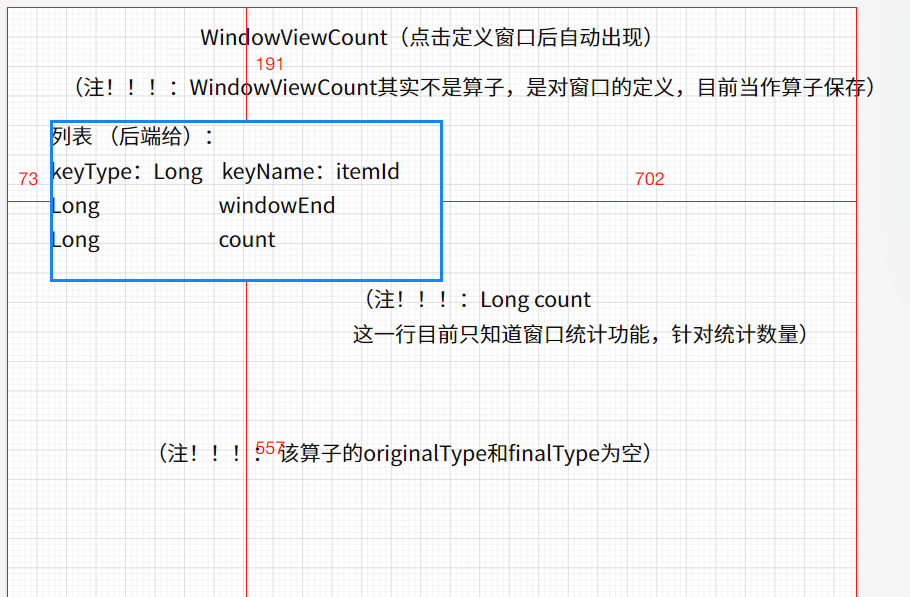 WindowViewCount（点击定义窗口后自动出现）
191
（注！！！：WindowViewCount其实不是算子，是对窗口的定义，目前当作算子保存）
列表 （后端给）：
keyType：Long keyName：itemId
73
702
Long windowEnd
Long count
（注！！！：Long count
这一行目前只知道窗口统计功能，针对统计数量）
557
（注！！！：该算子的originalType和finalType为空）